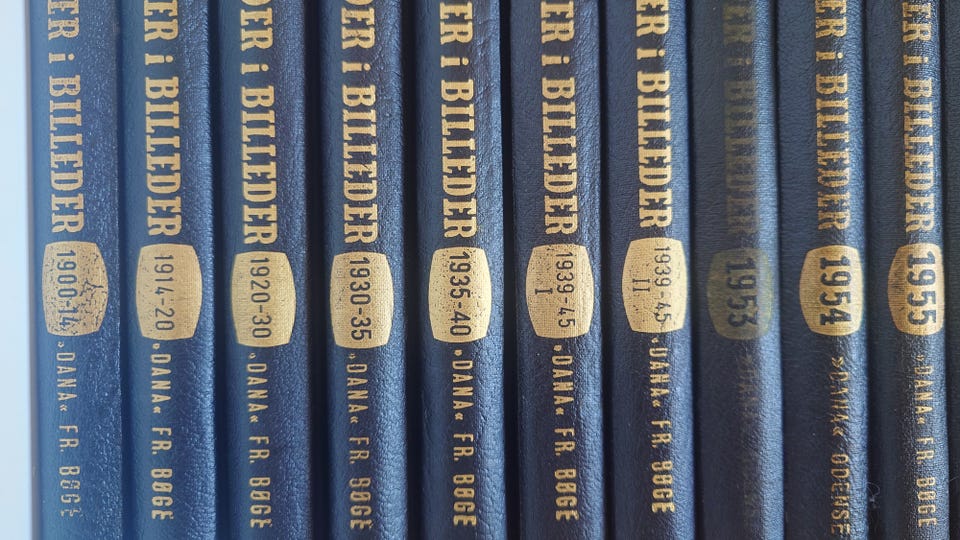 ER i BILLEDER 1900-14 »DANA« FR. BØGE
ER i BILLEDER 1914-20 »DANA« FR. BØGE
DER i BILLEDER 1920-30 »DANA« FR. BØGE
DER i BILLEDER 1930-35 »DANA« FR. BØGE
ER i BILLEDER 1935-40 »DANA« FR. BØGE
ER i BILLEDER 1939-45 I »DANA« FR. BØGE
ER i BILLEDER 1939-45 II »DANA« FR. BØGE
ER i BILLEDER 1953
ER i BILLEDER 1954 »DANA« ODENSE
ER i BILLEDER 1955 »DANA« FR. BØGE